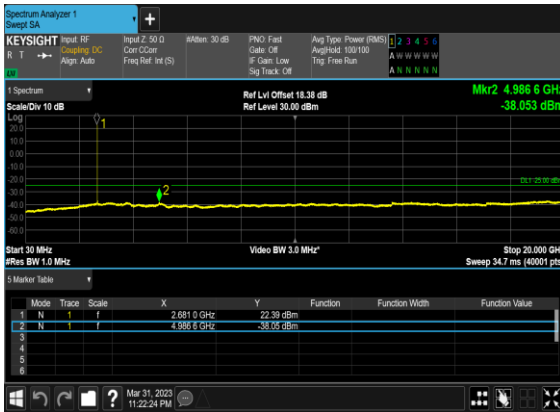 Spectrum Analyzer 1
Swept SA
+
KEYSIGHT Input: RF Input Z: 50 Ω #Atten: 30 dB PNO: Fast Avg Type: Power (RMS) 1 2 3 4 5 6
R T Coupling: DC Corr CCorr Gate: Off Avg|Hold: 100/100 A W W W W W
Align: Auto Freq Ref: Int (S) IF Gain: Low Trig: Free Run
Sig Track: Off A N N N N N
1 Spectrum Ref Lvl Offset 18.38 dB Mkr2 4.986 6 GHz
Scale/Div 10 dB Ref Level 30.00 dBm -38.053 dBm
Log
20.0
10.0
0.00
-10.0
-20.0
-30.0
-40.0
-50.0
-60.0
1
2
DL1 -25.00 dBm
Start 30 MHz Video BW 3.0 MHz* Stop 20.000 GHz
#Res BW 1.0 MHz Sweep 34.7 ms (40001 pts)
5 Marker Table
Mode Trace Scale X Y Function Function Width Function Value
1 N 1 f 2.681 0 GHz 22.39 dBm
2 N 1 f 4.986 6 GHz -38.05 dBm
3
4
5
6
? Mar 31, 2023
11:22:24 PM